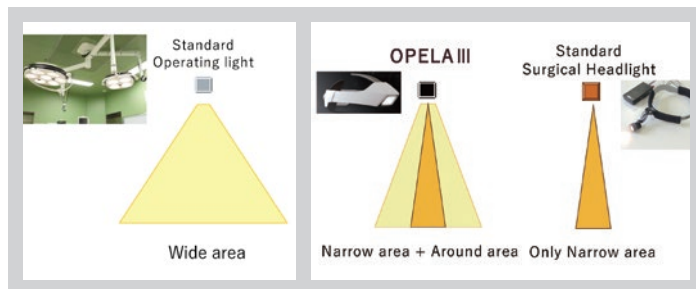 Standard
Operating light
Wide area
OPELA III
Narrow area + Around area
Standard
Surgical Headlight
Only Narrow area